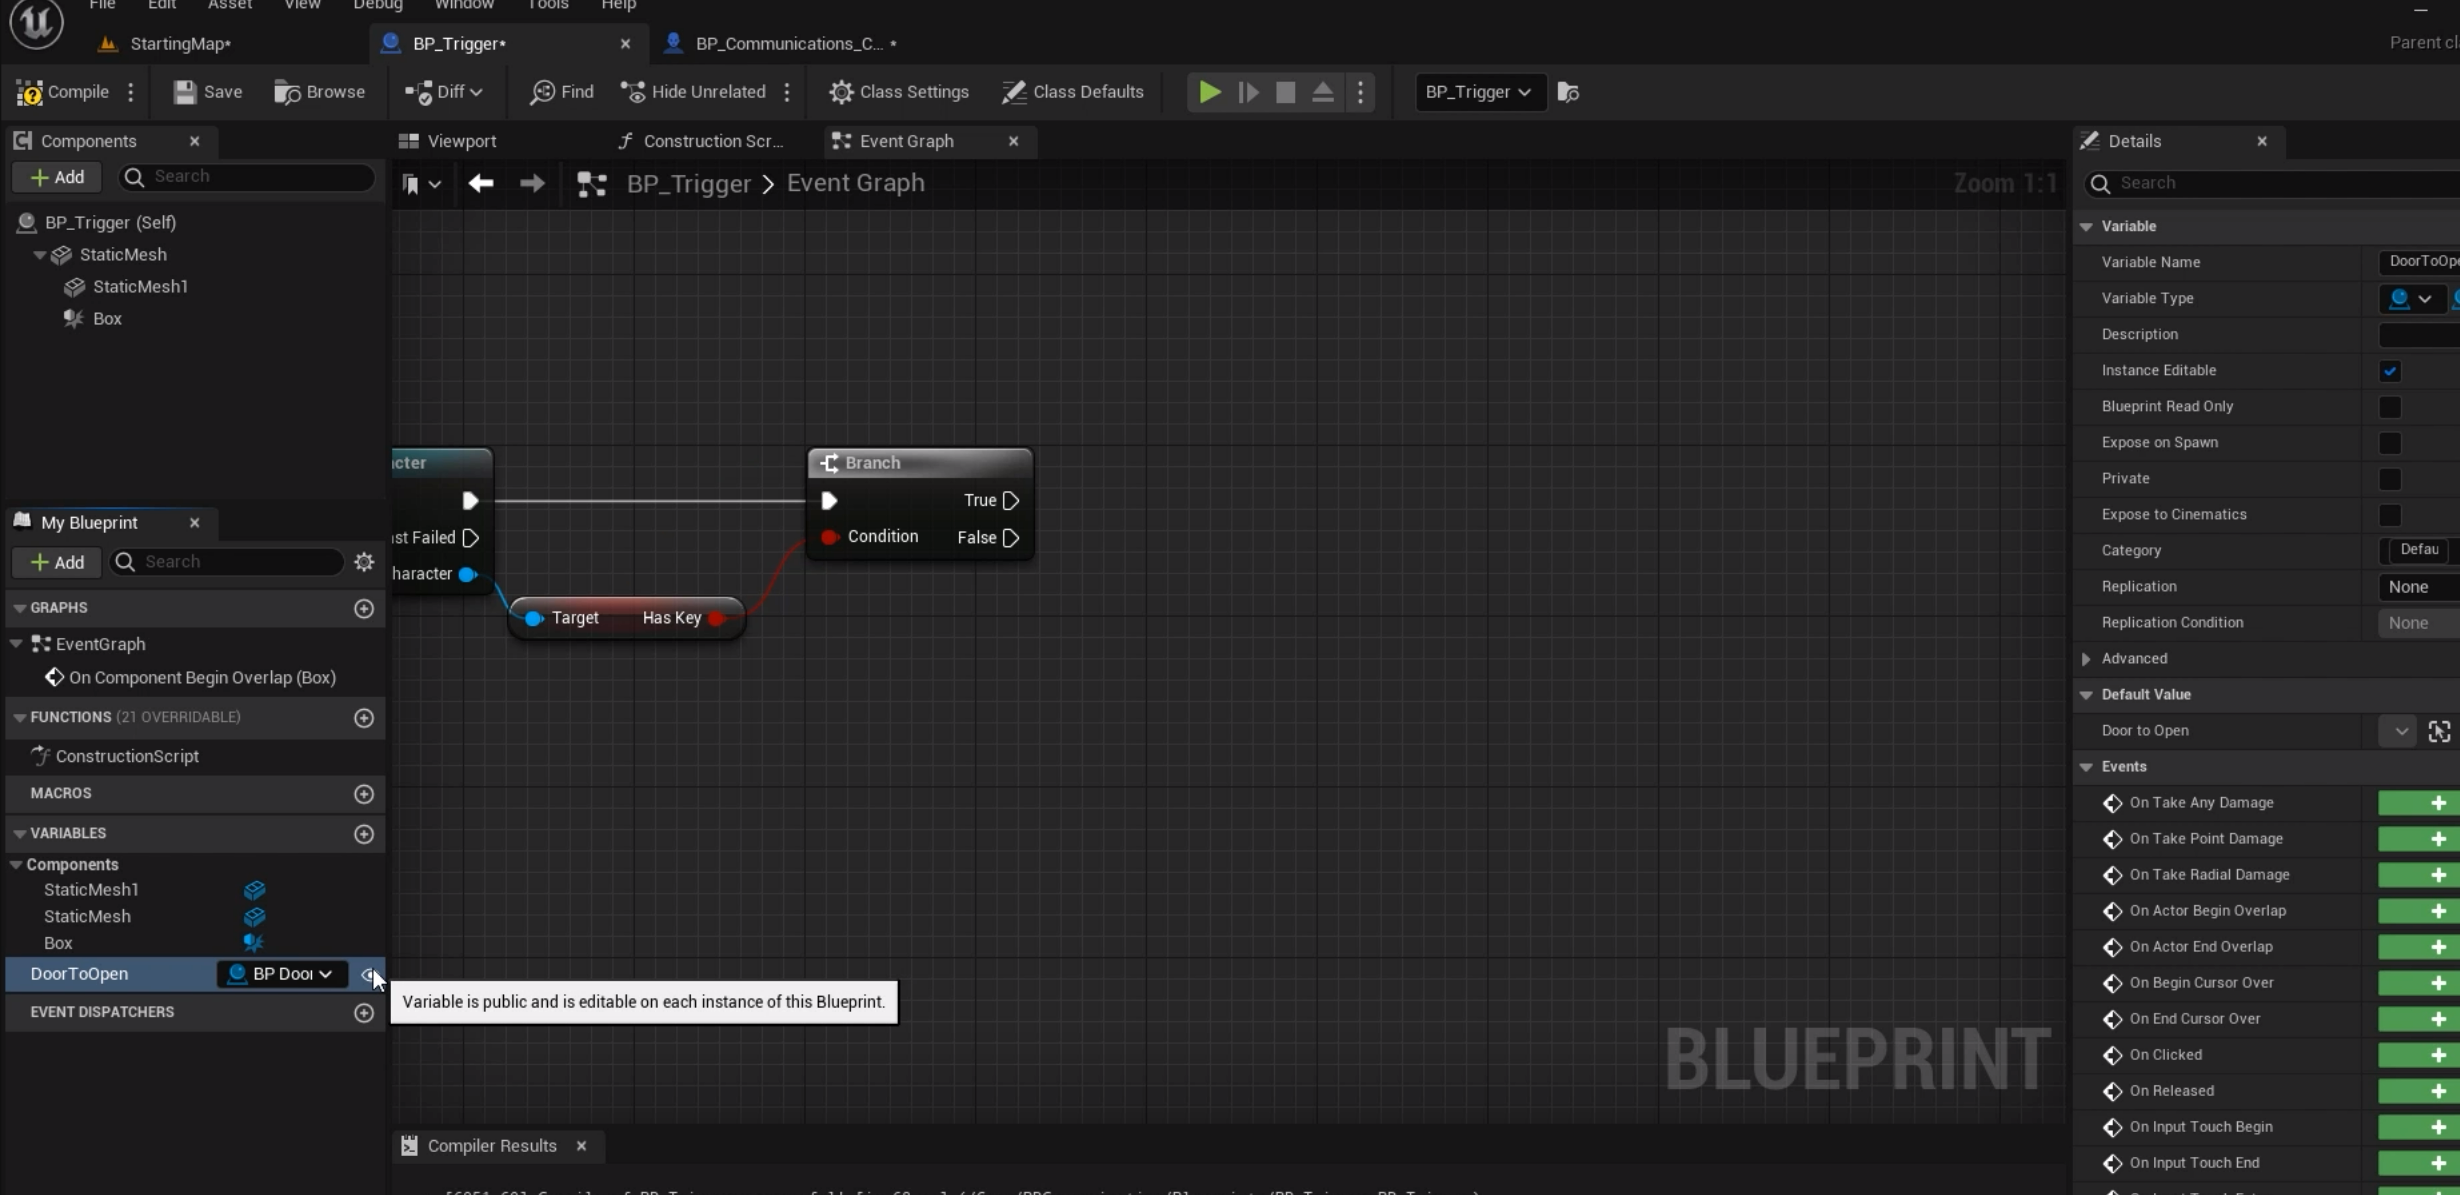 File Edit Asset View Debug Window Tools Help
StartingMap*
BP_Trigger*
BP_Communications_C... *
Parent cl
Compile
Save
Browse
Diff
Find
Hide Unrelated
Class Settings
Class Defaults
BP_Trigger
Components
Add
Search
BP_Trigger (Self)
StaticMesh
StaticMesh1
Box
My Blueprint
Add
Search
GRAPHS
EventGraph
On Component Begin Overlap (Box)
FUNCTIONS (21 OVERRIDABLE)
ConstructionScript
MACROS
VARIABLES
Components
StaticMesh1
StaticMesh
Box
DoorToOpen
BP Door
EVENT DISPATCHERS
Viewport
Construction Scr...
Event Graph
BP_Trigger > Event Graph
Zoom 1:1
acter
ast Failed
haracter
Target Has Key
Branch
True
Condition False
Variable is public and is editable on each instance of this Blueprint.
BLUEPRINT
Compiler Results
Details
Search
Variable
Variable Name DoorToOpe
Variable Type
Description
Instance Editable
Blueprint Read Only
Expose on Spawn
Private
Expose to Cinematics
Category Defau
Replication None
Replication Condition None
Advanced
Default Value
Door to Open
Events
On Take Any Damage
On Take Point Damage
On Take Radial Damage
On Actor Begin Overlap
On Actor End Overlap
On Begin Cursor Over
On End Cursor Over
On Clicked
On Released
On Input Touch Begin
On Input Touch End